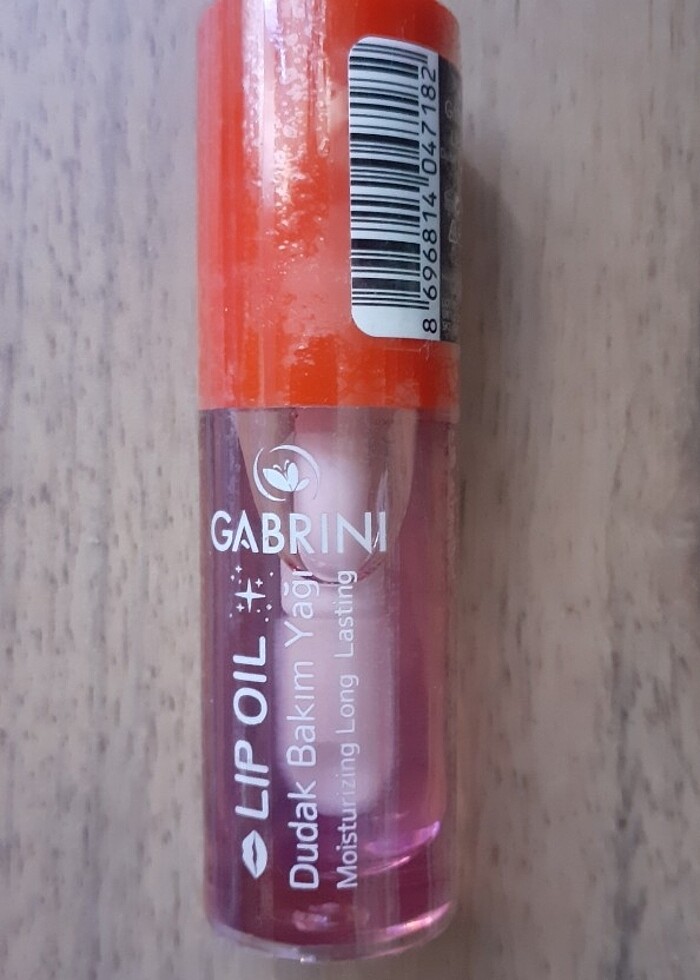 8 696814 047182
GABRINI
LIP OIL
Dudak Bakım Yağı
Moisturizing Long Lasting